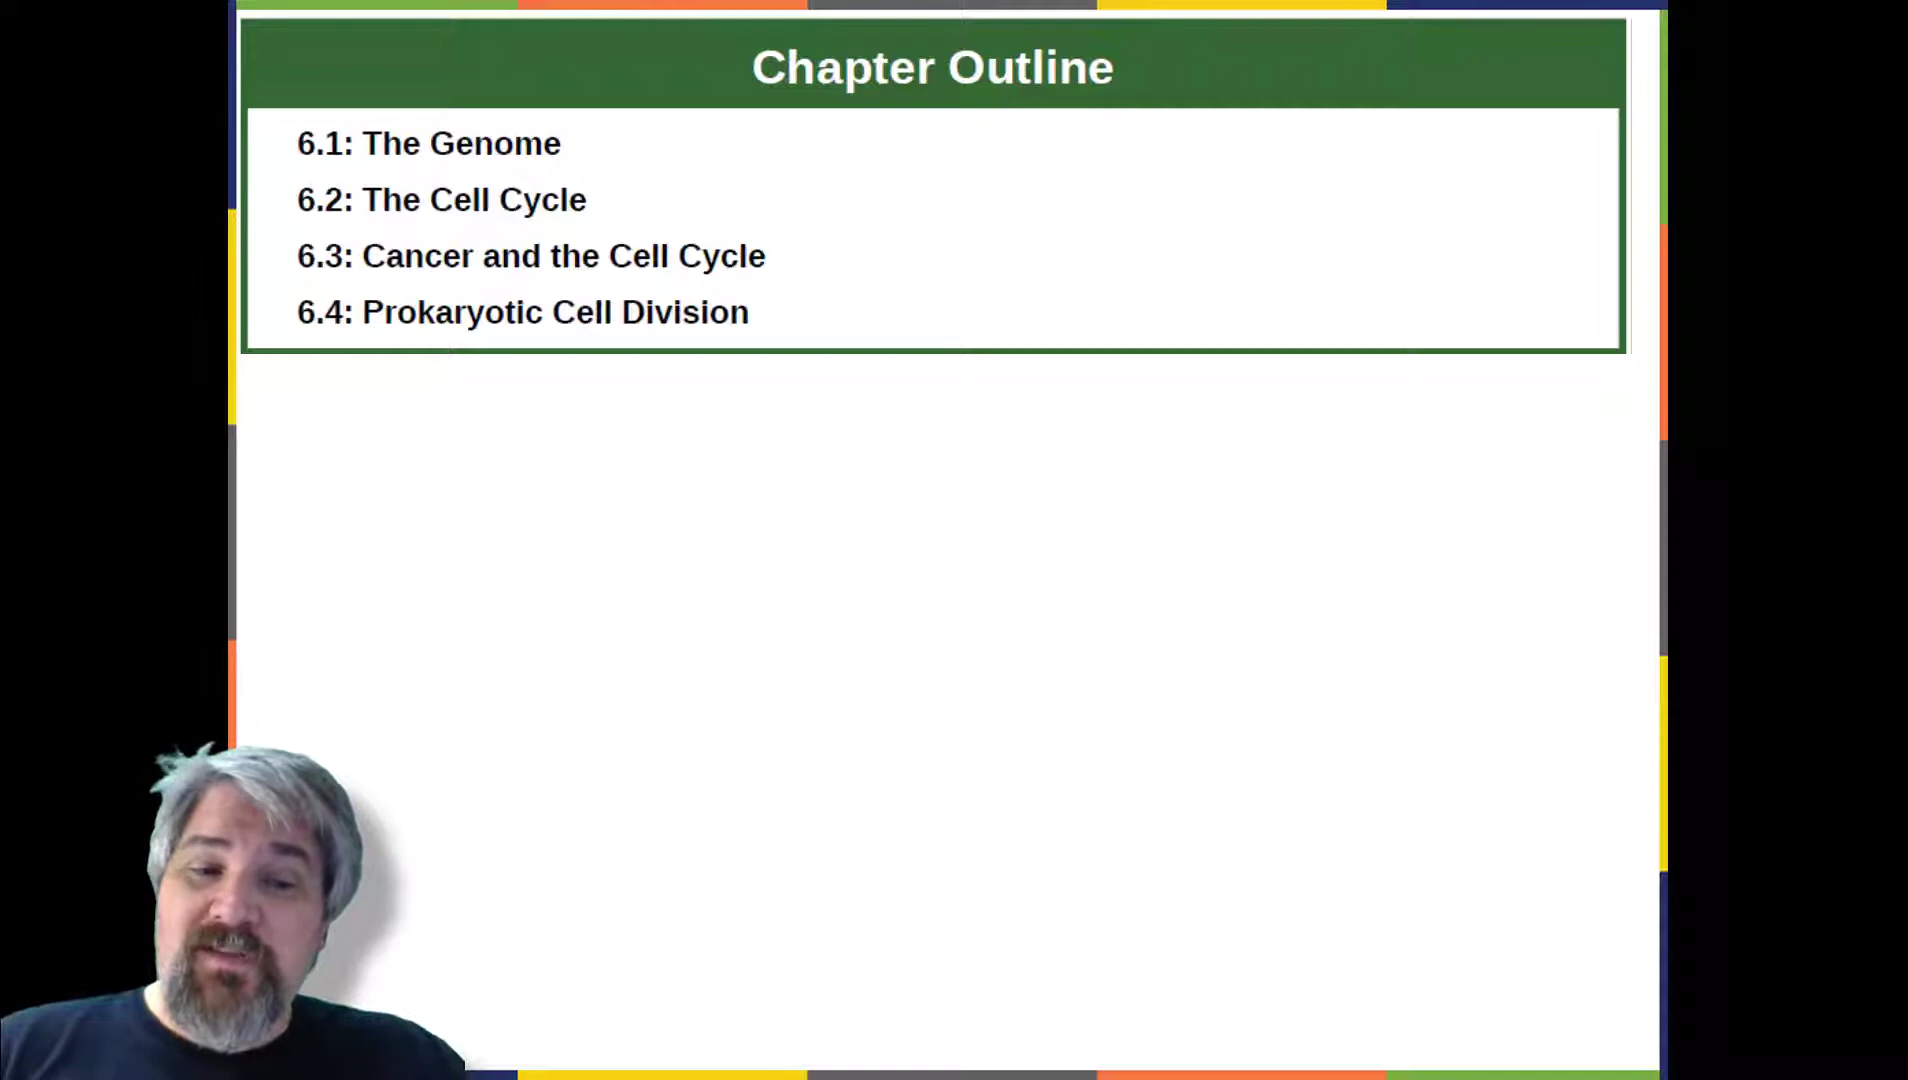 Chapter Outline
6.1: The Genome
6.2: The Cell Cycle
6.3: Cancer and the Cell Cycle
6.4: Prokaryotic Cell Division